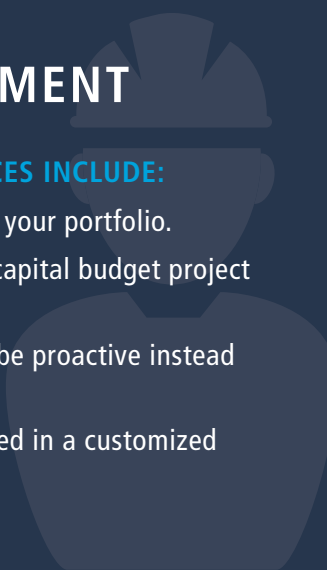 MENT
CES INCLUDE:
your portfolio.
capital budget project
be proactive instead
ed in a customized